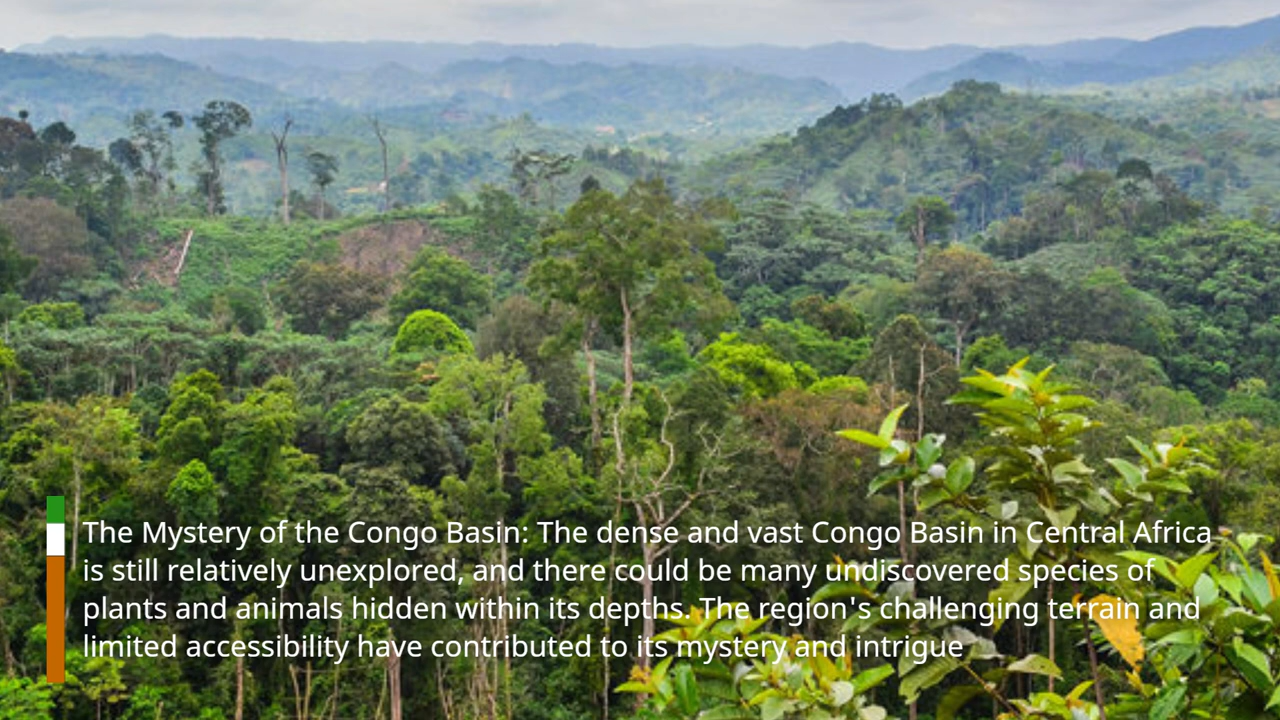 The Mystery of the Congo Basin: The dense and vast Congo Basin in Central Africa
is still relatively unexplored, and there could be many undiscovered species of
plants and animals hidden within its depths. The region's challenging terrain and
limited accessibility have contributed to its mystery and intrigue